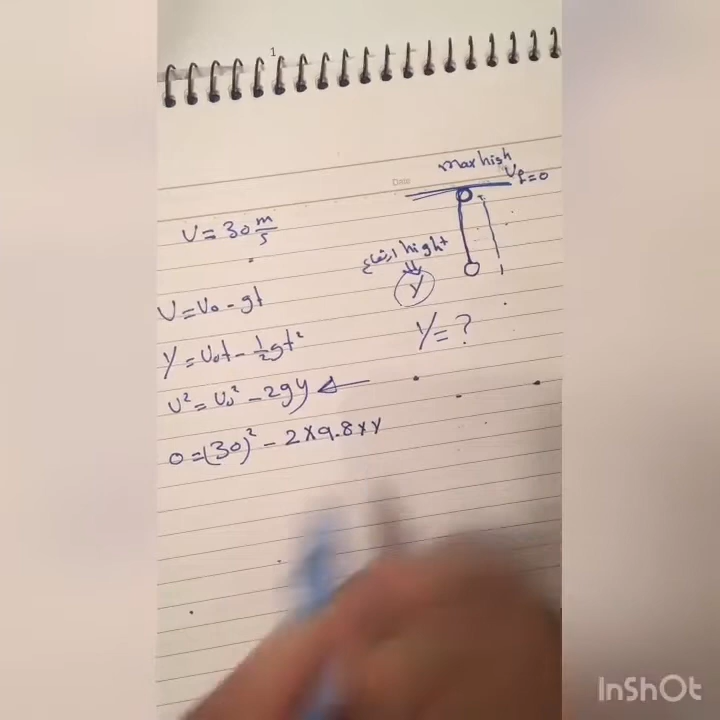 1
max high
Date
Vf=0
V=30 m/s
ارتفاع hight
Y
V=V₀-gt
Y=?
Y=V₀t-½gt²
V²=V₀²-2gy
0=(30)²-2×9.8×Y
InShOt